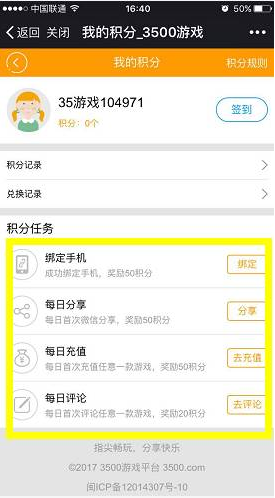 中国联通 16:40 50%
返回 关闭 我的积分_3500游戏
我的积分 积分规则
35游戏104971
积分：0个
签到
积分记录
兑换记录
积分任务
绑定手机
成功绑定手机，奖励50积分
绑定
每日分享
每日首次微信分享，奖励50积分
分享
每日充值
每日首次充值任意一款游戏，奖励50积分
去充值
每日评论
每日首次评论任意一款游戏，奖励20积分
去评论
指尖畅玩，分享快乐
©2017 3500游戏平台 3500.com
闽ICP备12014307号-10